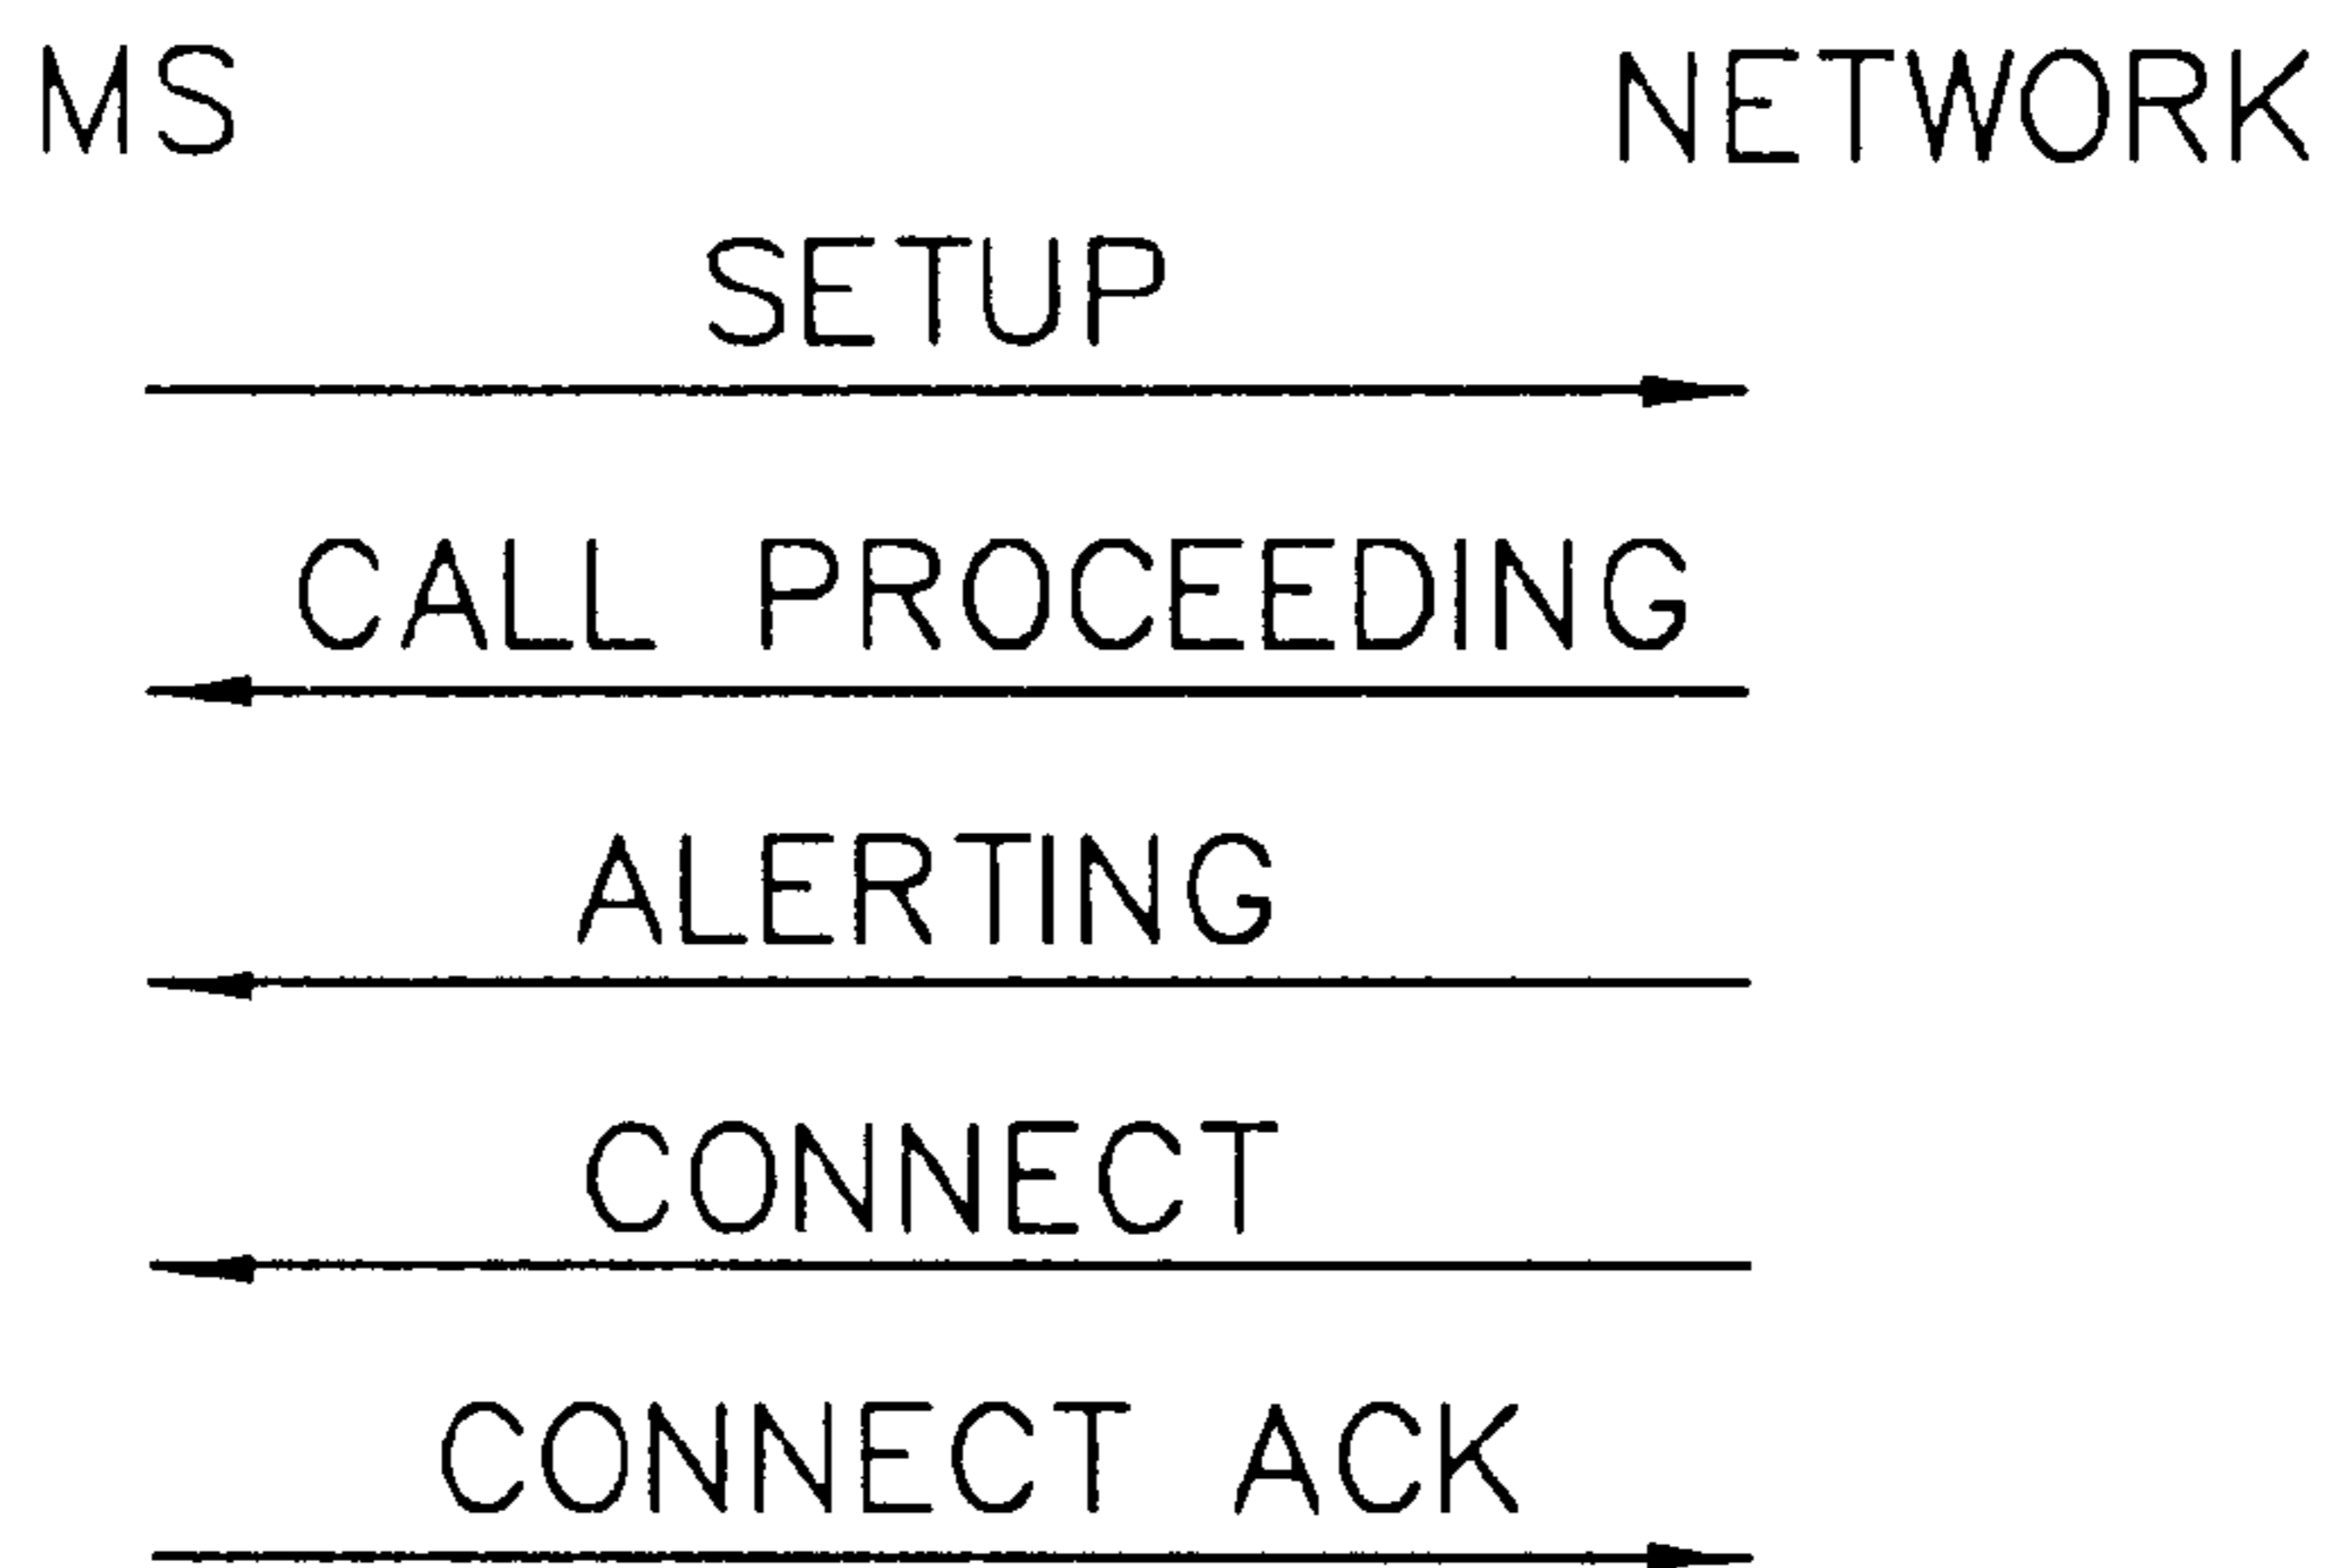 MS NETWORK
SETUP
CALL PROCEEDING
ALERTING
CONNECT
CONNECT ACK